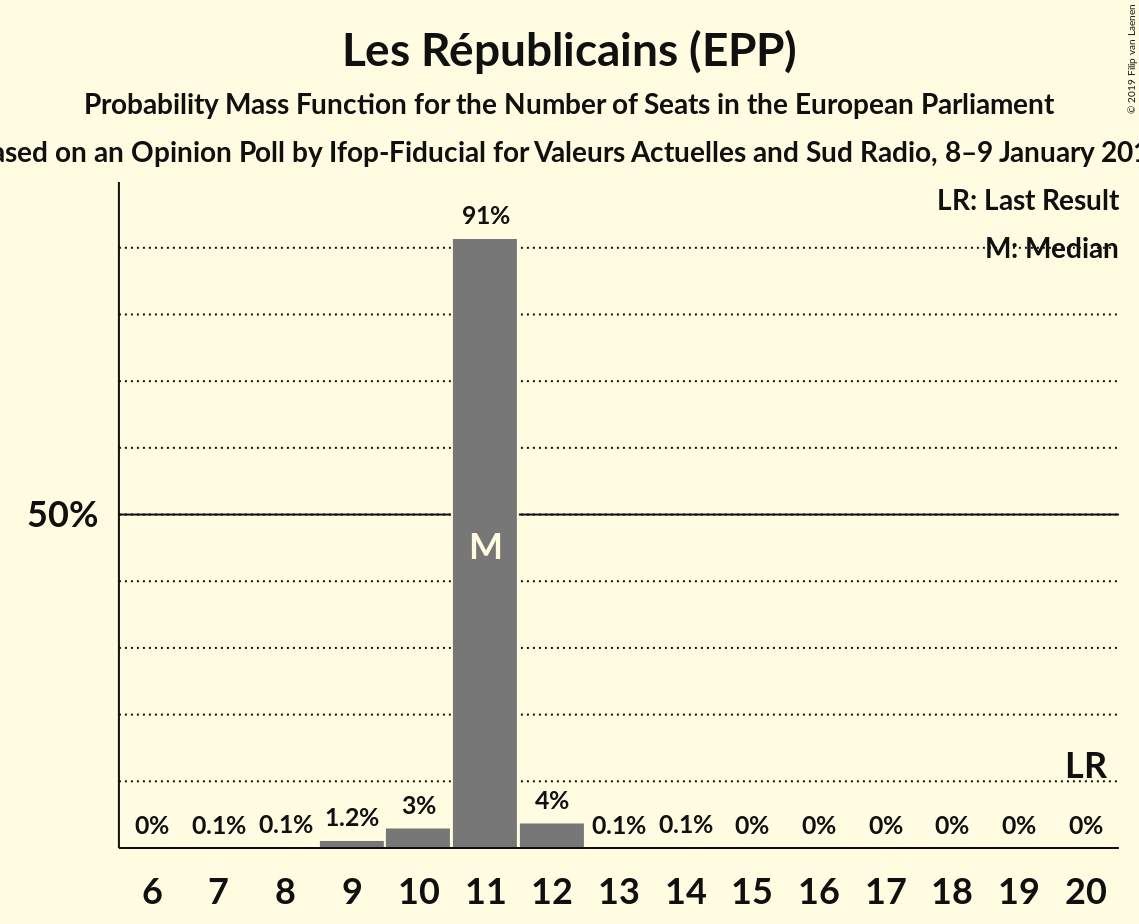 Les Républicains (EPP)
Probability Mass Function for the Number of Seats in the European Parliament
ased on an Opinion Poll by Ifop-Fiducial for Valeurs Actuelles and Sud Radio, 8–9 January 201
© 2019 Filip van Laenen
LR: Last Result
M: Median
91%
50%
M
LR
0% 0.1% 0.1% 1.2% 3% 4% 0.1% 0.1% 0% 0% 0% 0% 0% 0%
6 7 8 9 10 11 12 13 14 15 16 17 18 19 20